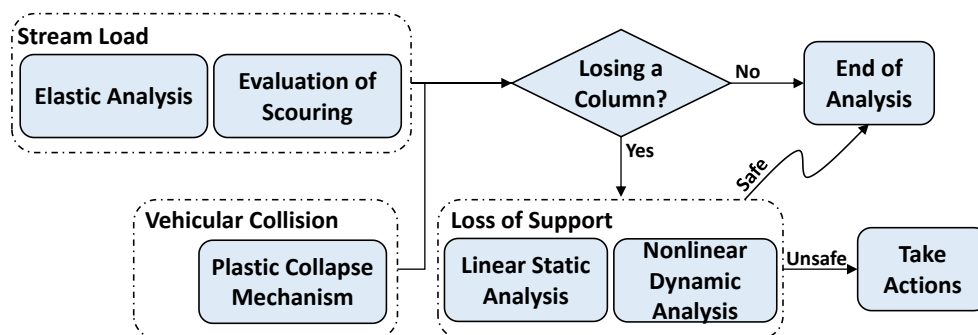 Stream Load
Elastic Analysis
Evaluation of
Scouring
Losing a
Column?
No
End of
Analysis
Yes
Safe
Vehicular Collision
Plastic Collapse
Mechanism
Loss of Support
Linear Static
Analysis
Nonlinear
Dynamic
Analysis
Unsafe
Take
Actions